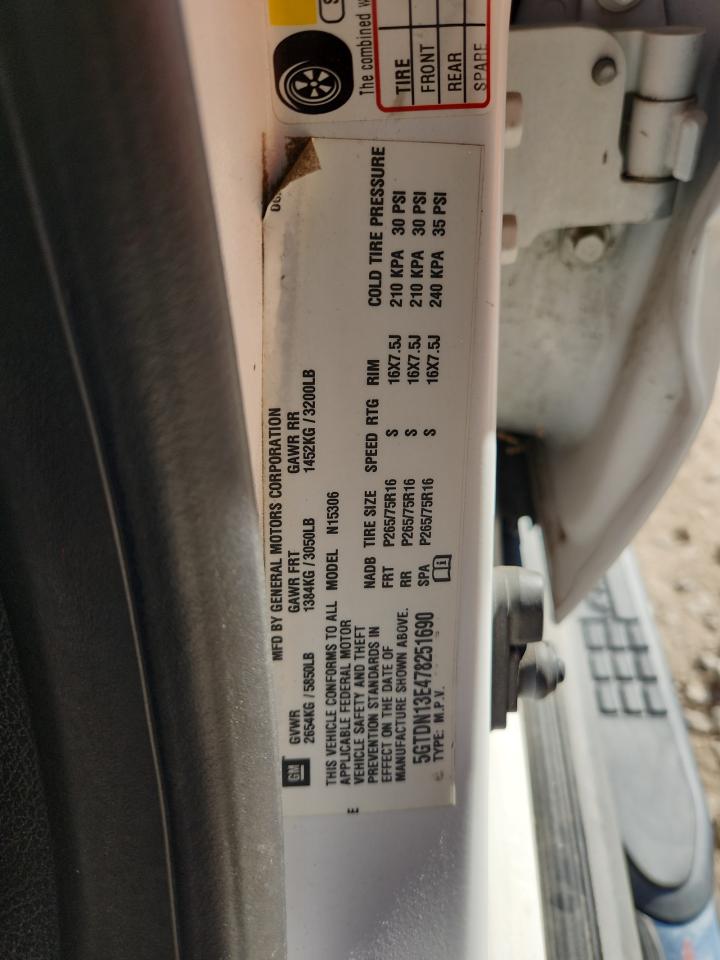 The combined w
TIRE
FRONT
REAR
SPARE
MFD BY GENERAL MOTORS CORPORATION
GM
GVWR GAWR FRT GAWR RR
2654KG / 5850LB 1384KG / 3050LB 1452KG / 3200LB
THIS VEHICLE CONFORMS TO ALL
APPLICABLE FEDERAL MOTOR
VEHICLE SAFETY AND THEFT
PREVENTION STANDARDS IN
EFFECT ON THE DATE OF
MANUFACTURE SHOWN ABOVE.
5GTDN13E478251690
TYPE: M.P.V.
MODEL N15306
NADB TIRE SIZE SPEED RTG RIM COLD TIRE PRESSURE
FRT P265/75R16 S 16X7.5J 210 KPA 30 PSI
RR P265/75R16 S 16X7.5J 210 KPA 30 PSI
SPA P265/75R16 S 16X7.5J 240 KPA 35 PSI
E